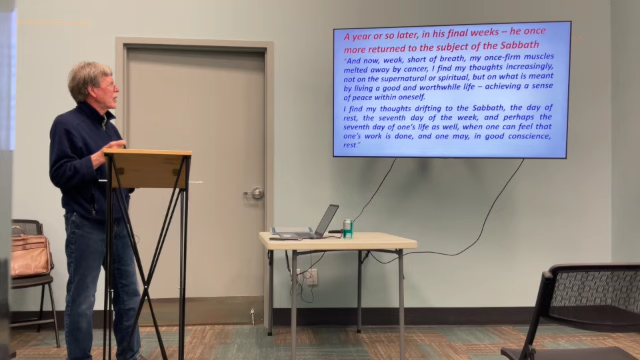 A year or so later, in his final weeks – he once
more returned to the subject of the Sabbath
"And now, weak, short of breath, my once-firm muscles
melted away by cancer, I find my thoughts increasingly,
not on the supernatural or spiritual, but on what is meant
by living a good and worthwhile life – achieving a sense
of peace within oneself.
I find my thoughts drifting to the Sabbath, the day of
rest, the seventh day of the week, and perhaps the
seventh day of one's life as well, when one can feel that
one's work is done, and one may, in good conscience,
rest"